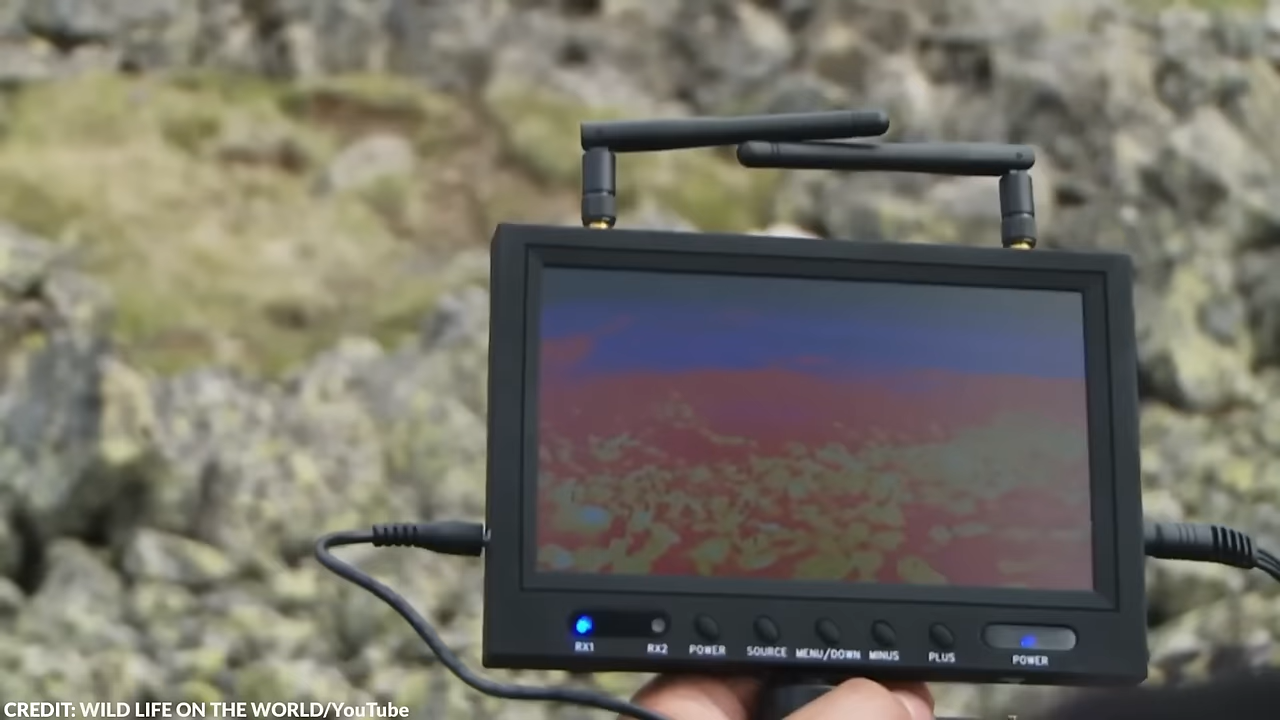 RX1 RX2 POWER SOURCE MENU/DOWN MINUS PLUS POWER
CREDIT: WILD LIFE ON THE WORLD/YouTube